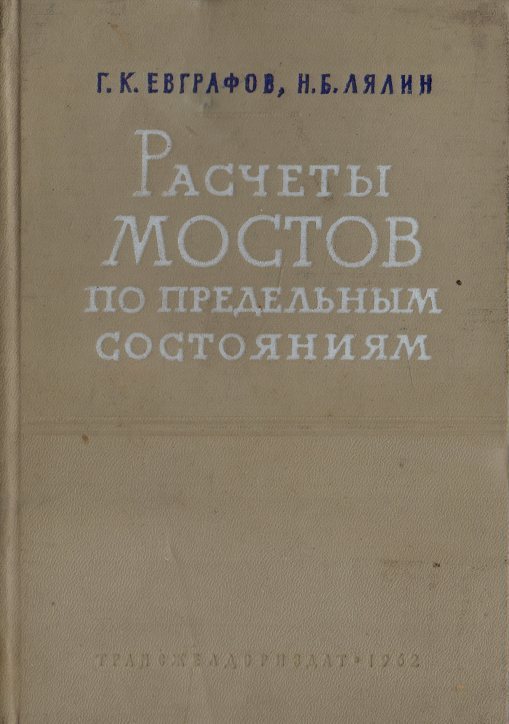 Г. К. ЕВГРАФОВ, Н. Б. ЛЯЛИН
РАСЧЕТЫ
МОСТОВ
ПО ПРЕДЕЛЬНЫМ
СОСТОЯНИЯМ
ТРАНСЖЕЛДОРИЗДАТ • 1962